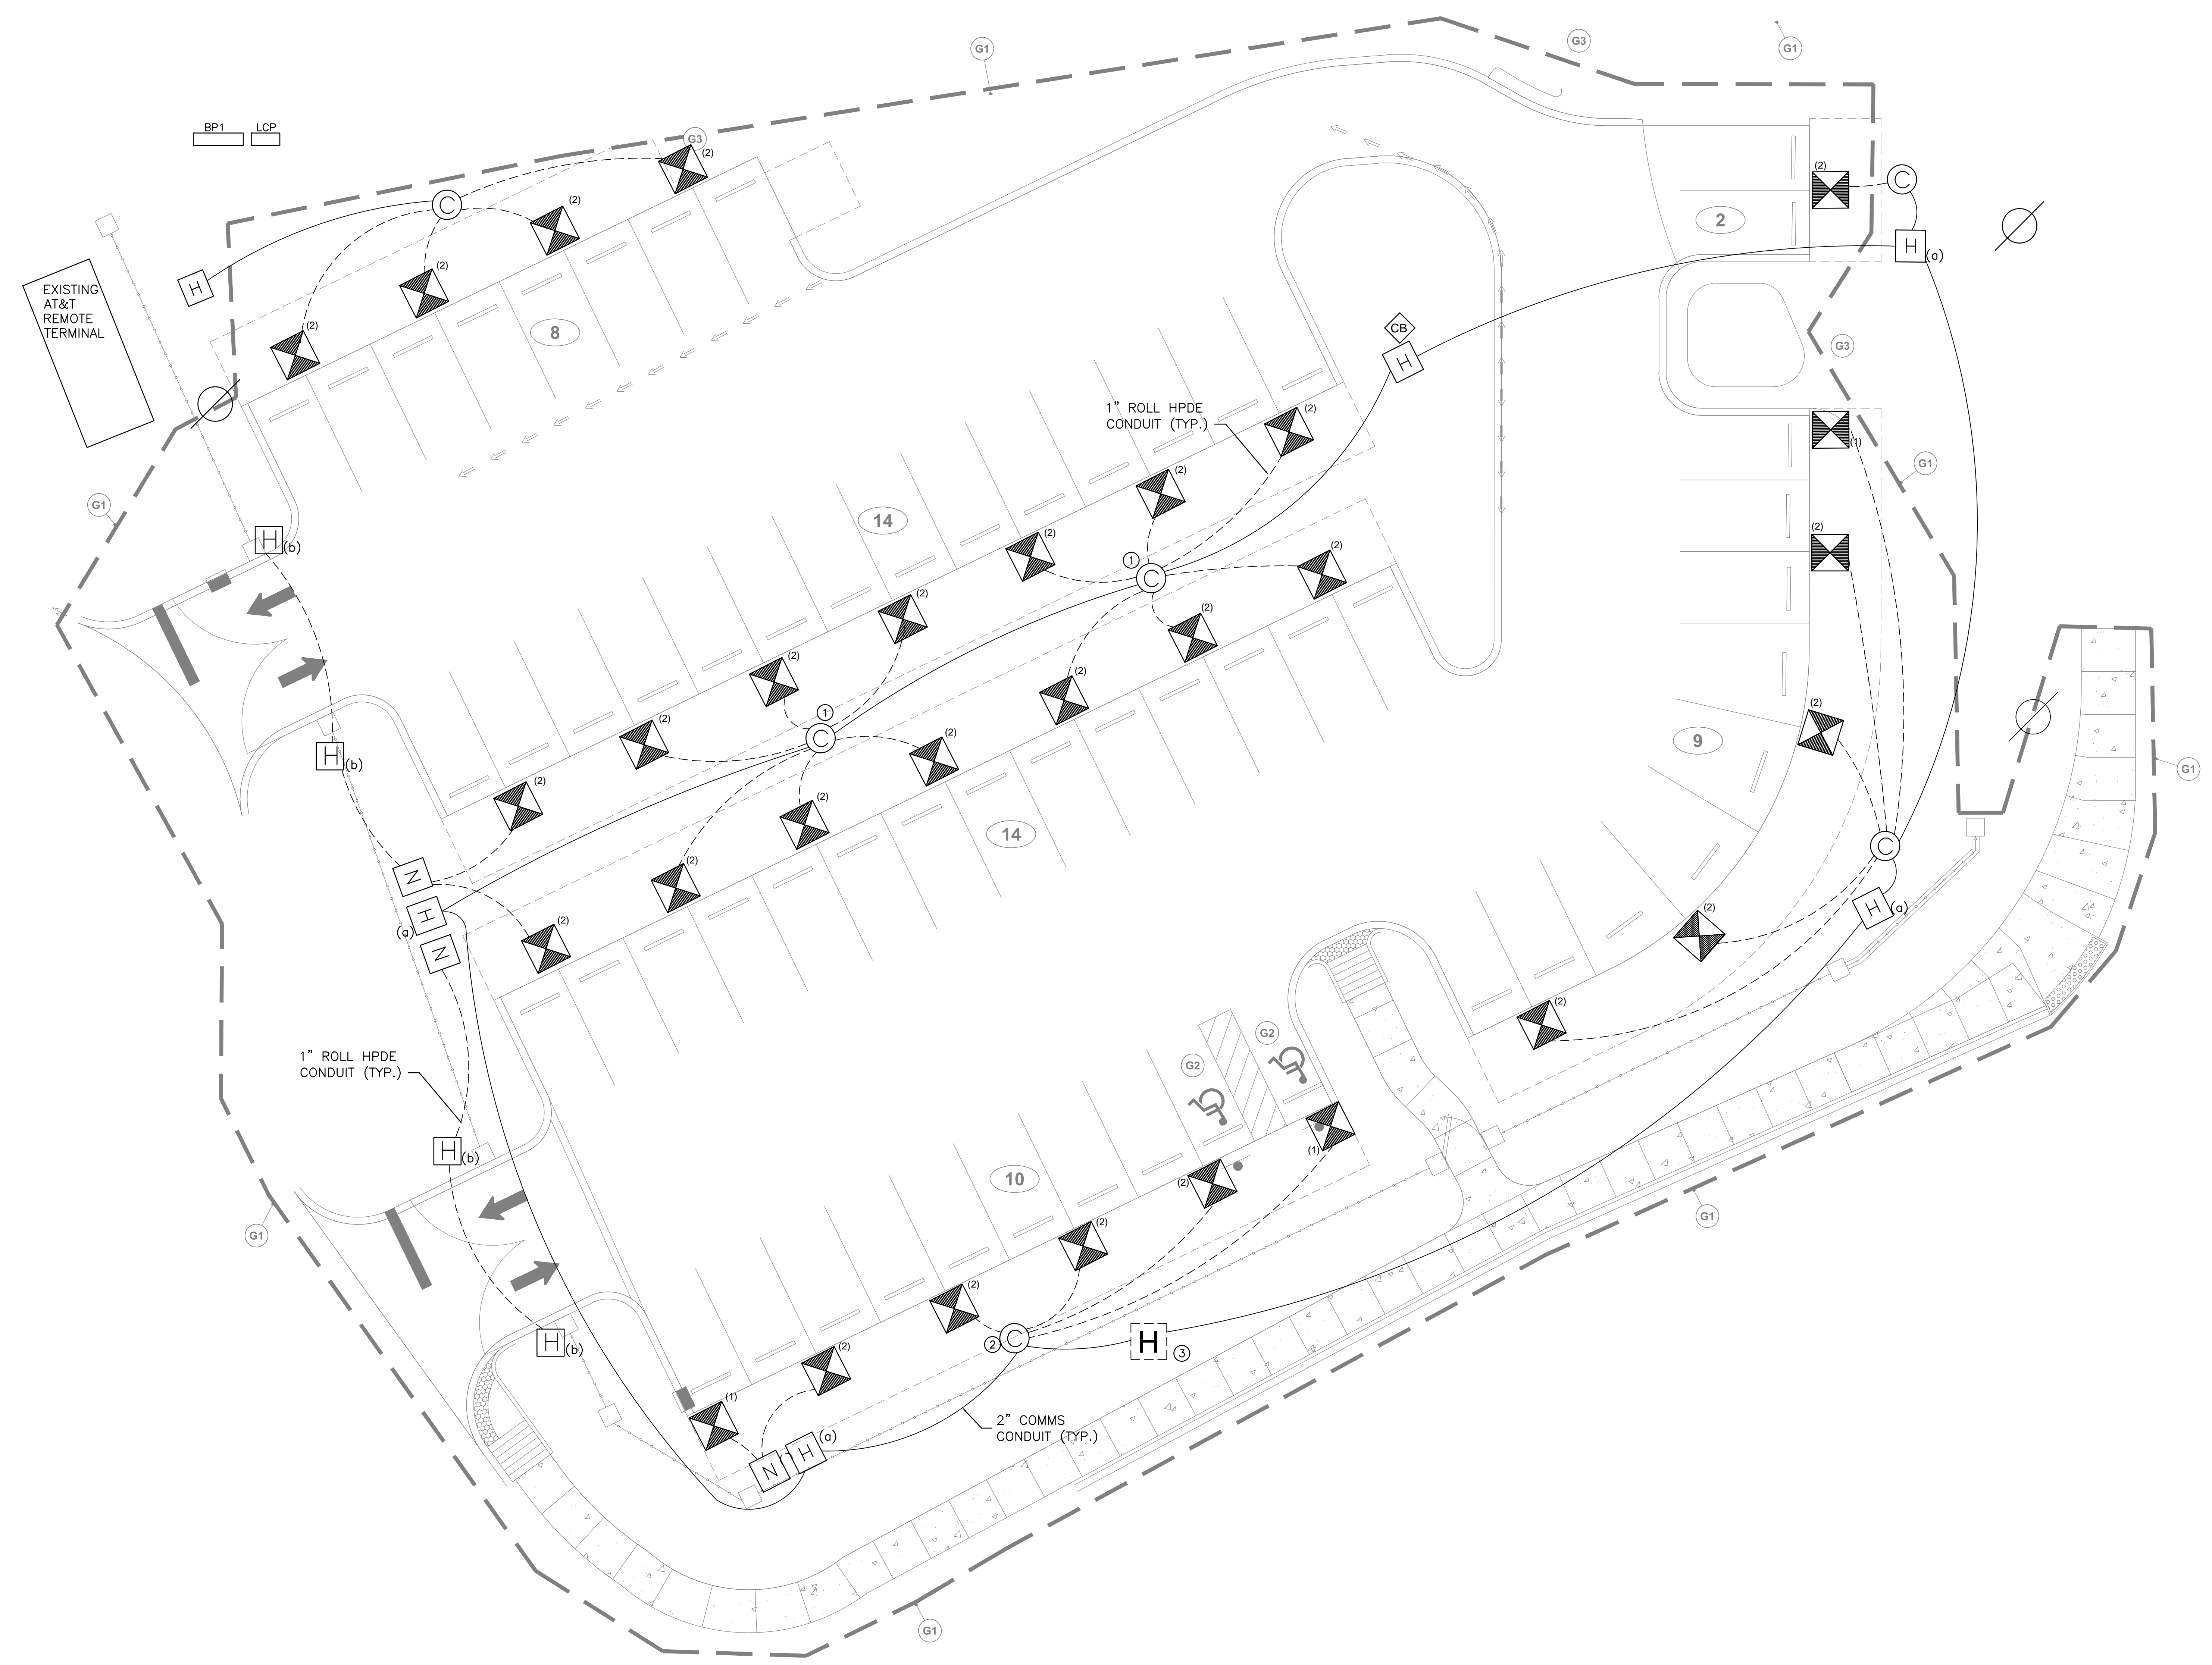 G1
G3
G1
BP1 LCP
G3
(2)
(2)
C
C
(2)
2
H
(a)
(2)
H
EXISTING
AT&T
REMOTE
TERMINAL
8
(2)
CB
H
G3
1" ROLL HPDE
CONDUIT (TYP.)
(2)
(1)
G1
(2)
G1
14
(2)
(2)
H
(b)
1
C
(2)
(2)
(2)
(2)
(2)
1
C
(2)
9
H
(b)
(2)
(2)
G1
(2)
(2)
14
C
N
(2)
H
(a)
H
(a)
(2)
N
(2)
(2)
1" ROLL HPDE
CONDUIT (TYP.)
G2
G2
H
(b)
10
(1)
(2)
G1
G1
(2)
(2)
H
(b)
2
C
H
3
(2)
(1)
2" COMMS
CONDUIT (TYP.)
(a)
H
N
G1